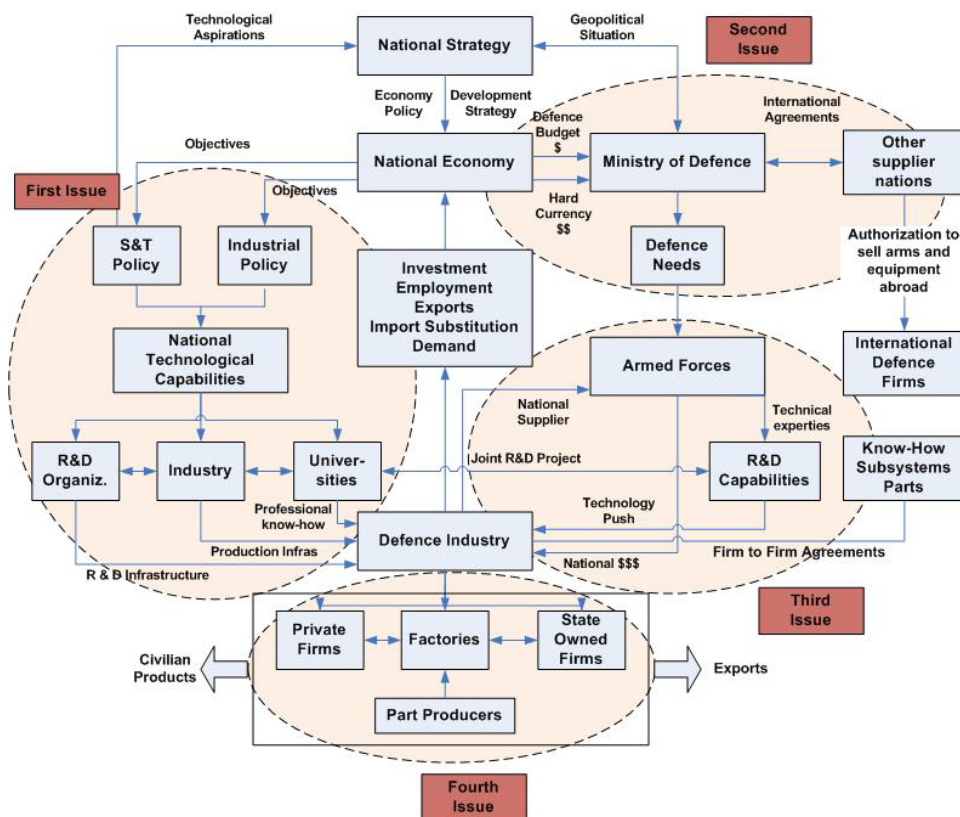 Technological
Aspirations
National Strategy
Geopolitical
Situation
Second
Issue
Economy
Policy
Development
Strategy
International
Agreements
Objectives
National Economy
Defence
Budget
$
Ministry of Defence
Other
supplier
nations
First Issue
Objectives
Hard
Currency
$$
S&T
Policy
Industrial
Policy
Investment
Employment
Exports
Import Substitution
Demand
Defence
Needs
Authorization to
sell arms and
equipment
abroad
National
Technological
Capabilities
Armed Forces
International
Defence
Firms
National
Supplier
Technical
experties
R&D
Organiz.
Industry
Univer-
sities
Joint R&D Project
R&D
Capabilities
Know-How
Subsystems
Parts
Professional
know-how
Technology
Push
Production Infras
Defence Industry
National $$$
Firm to Firm Agreements
R & D Infrastructure
Third
Issue
Private
Firms
Factories
State
Owned
Firms
Civilian
Products
Exports
Part Producers
Fourth
Issue